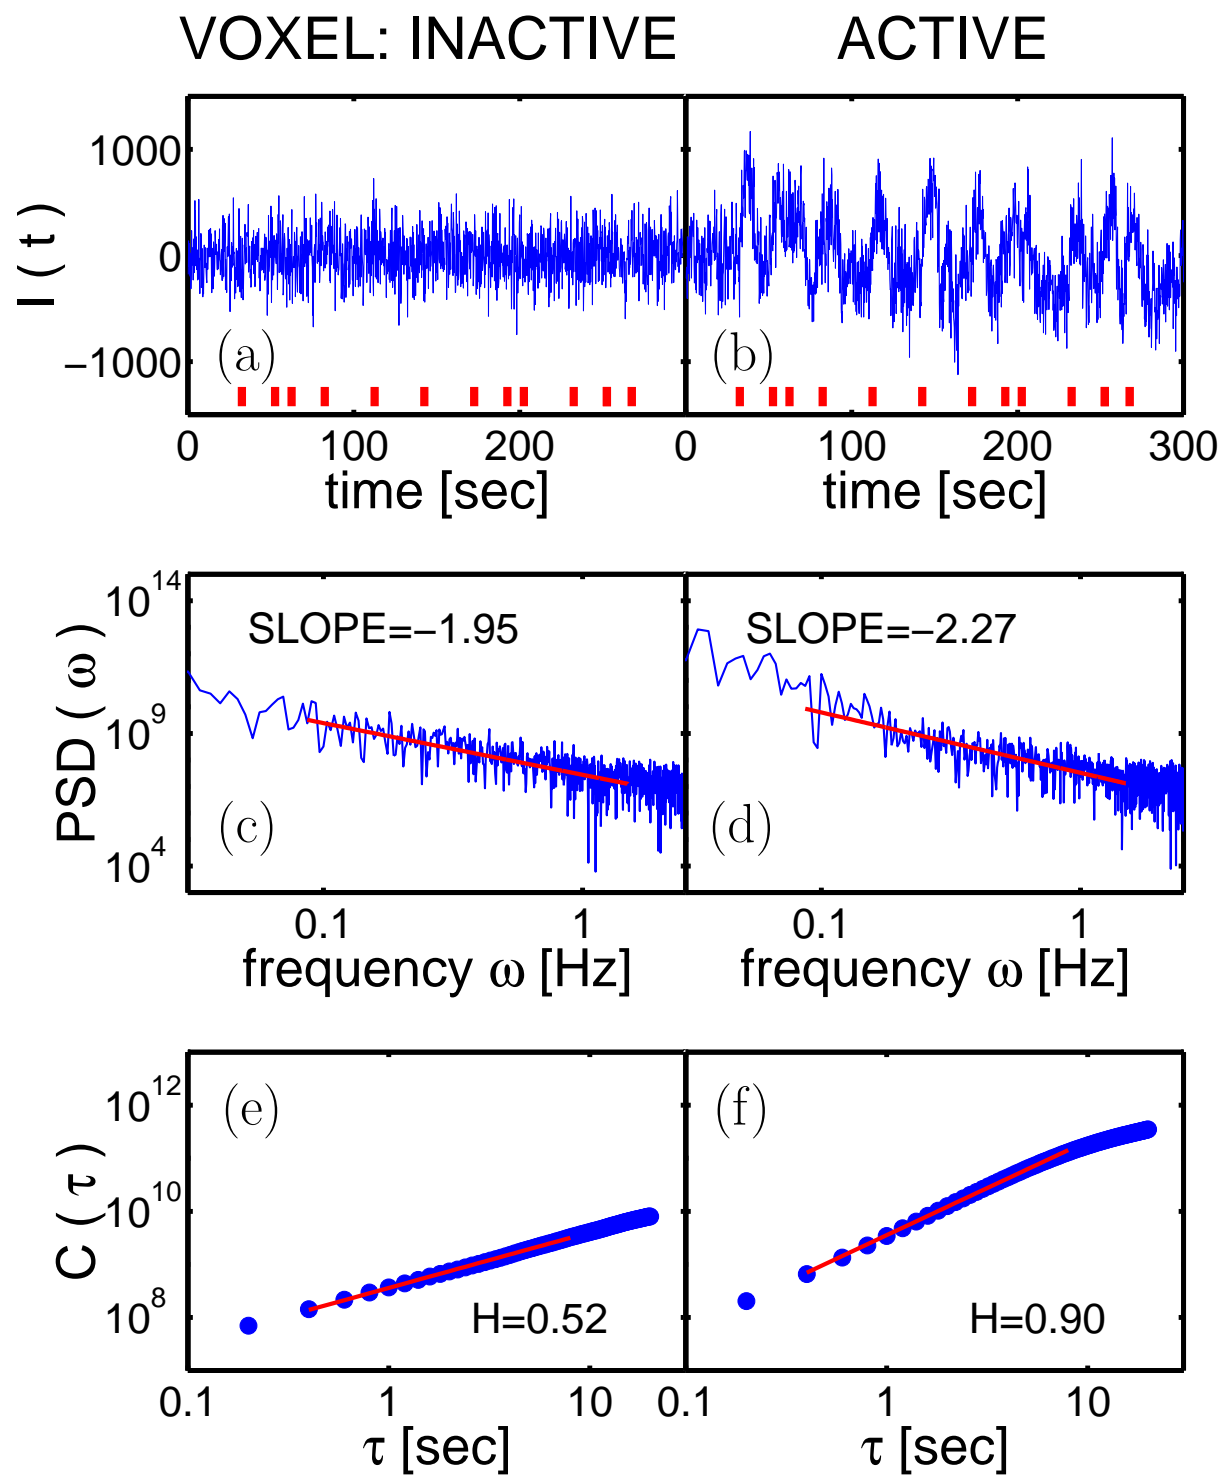 VOXEL: INACTIVE ACTIVE
I ( t )
1000
0
−1000
(a) (b)
0 100 200 0 100 200 300
time [sec] time [sec]
PSD ( ω )
10^14
10^9
10^4
SLOPE=−1.95 SLOPE=−2.27
(c) (d)
0.1 1 0.1 1
frequency ω [Hz] frequency ω [Hz]
C ( τ )
10^12
10^10
10^8
(e) (f)
H=0.52 H=0.90
0.1 1 10 0.1 1 10
τ [sec] τ [sec]